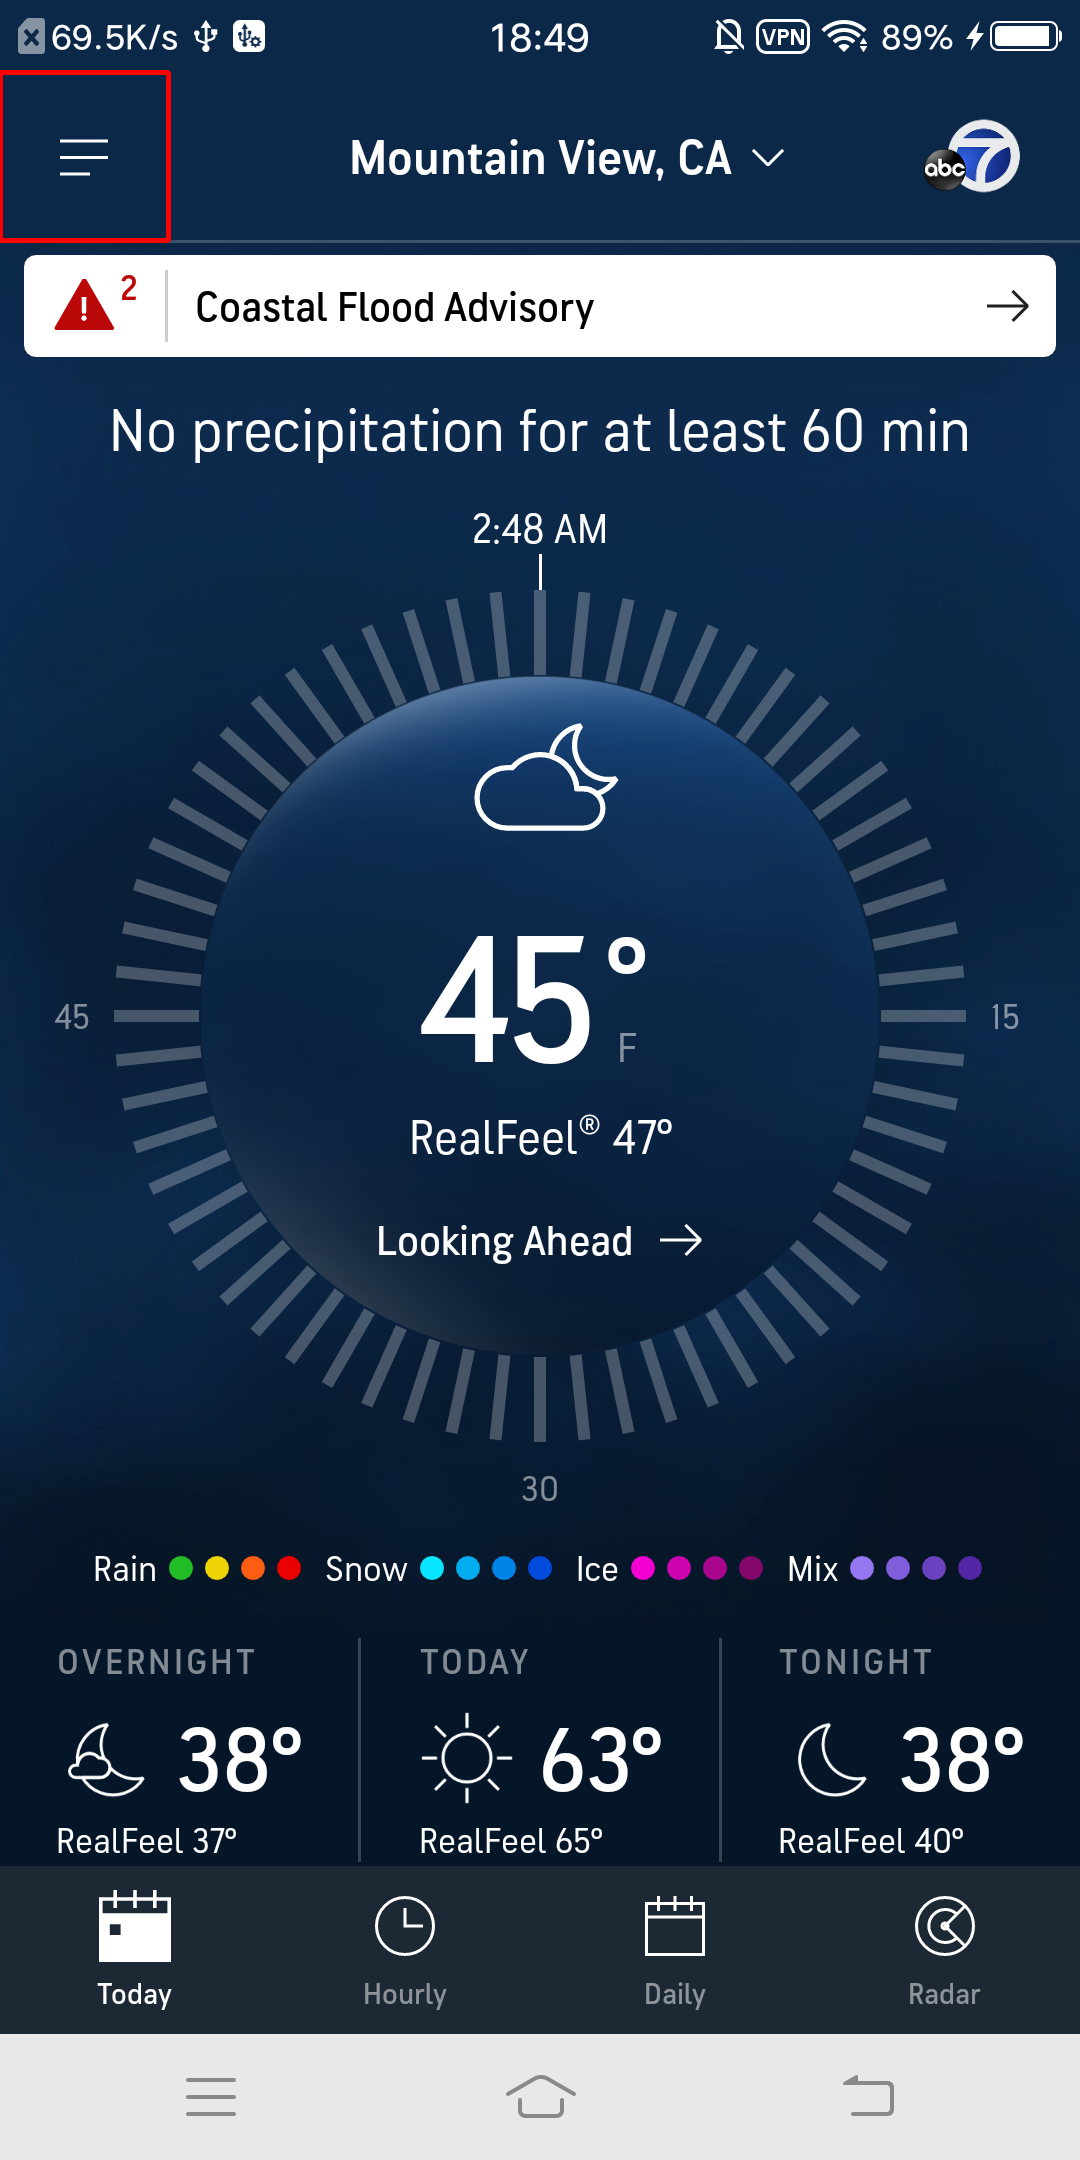 69.5K/s 18:49 VPN 89%
Mountain View, CA abc 7
2 Coastal Flood Advisory
No precipitation for at least 60 min
2:48 AM
45° F
45 15
RealFeel® 47°
Looking Ahead
30
Rain Snow Ice Mix
OVERNIGHT TODAY TONIGHT
38° 63° 38°
RealFeel 37° RealFeel 65° RealFeel 40°
Today Hourly Daily Radar